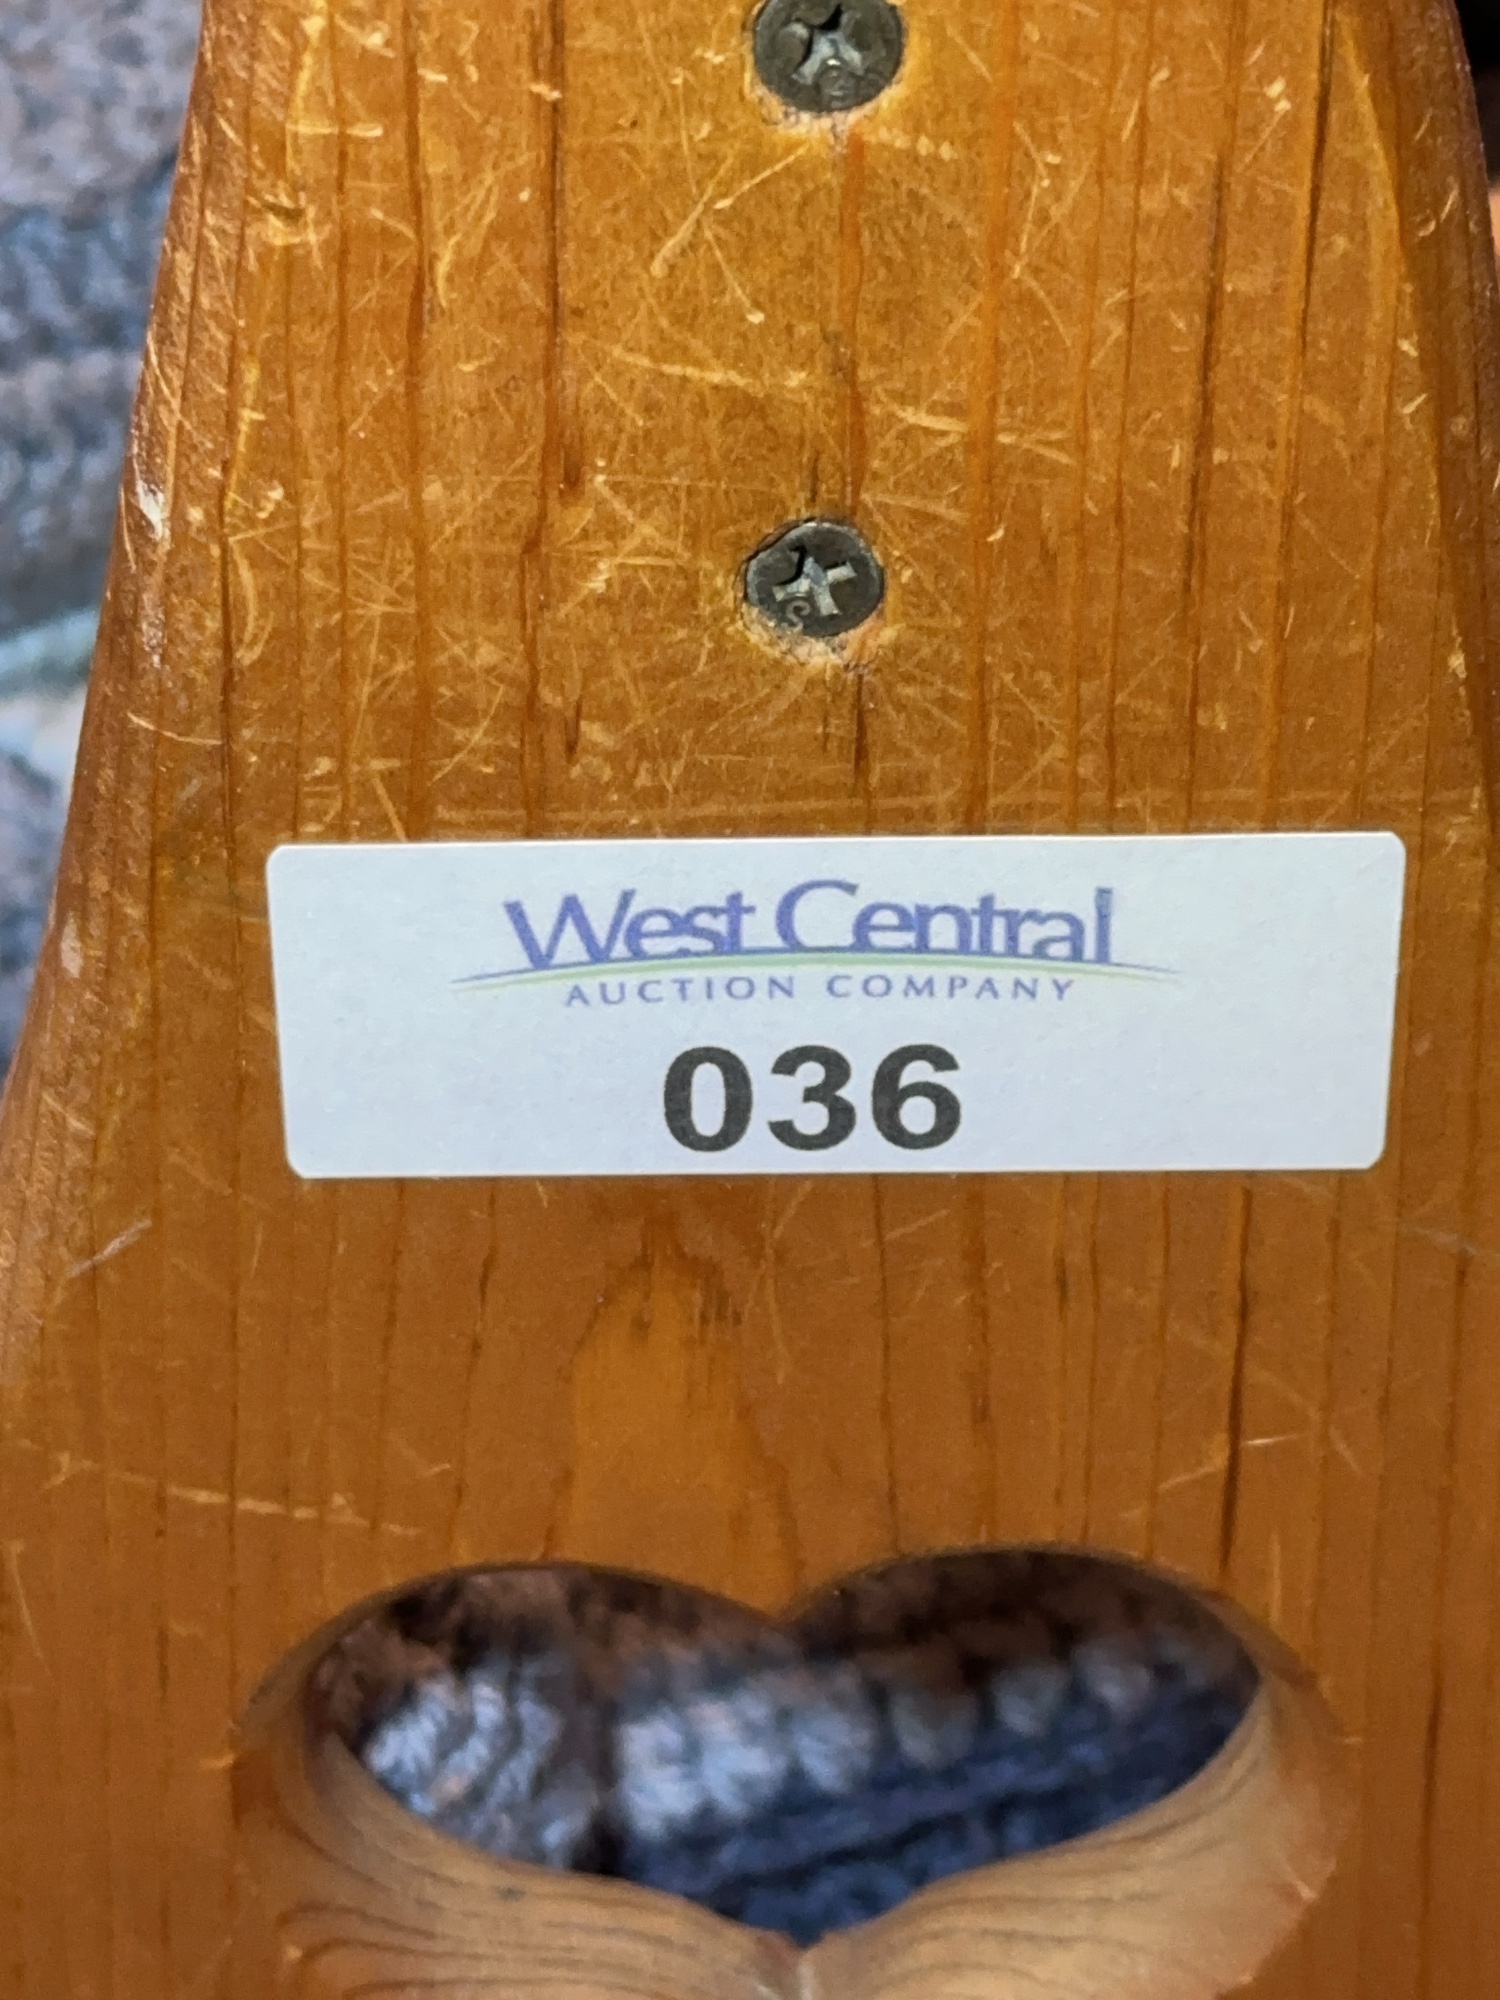 West Central
AUCTION COMPANY
036